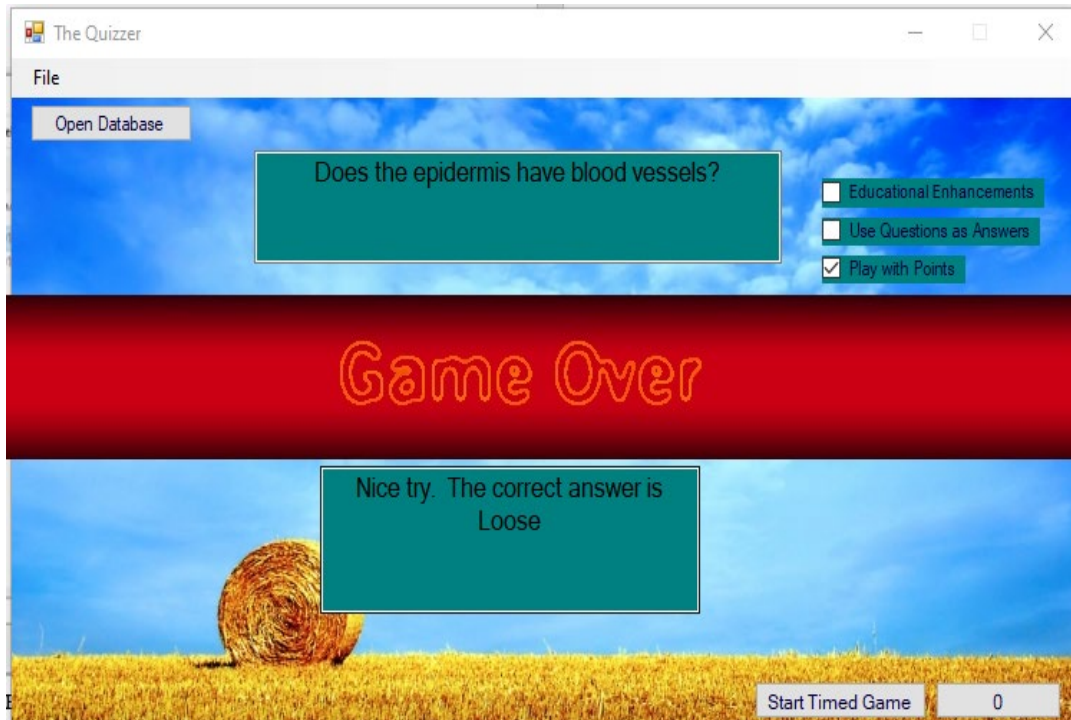 The Quizzer
File
Open Database
Does the epidermis have blood vessels?
Educational Enhancements
Use Questions as Answers
Play with Points
Game Over
Nice try. The correct answer is
Loose
Start Timed Game
0